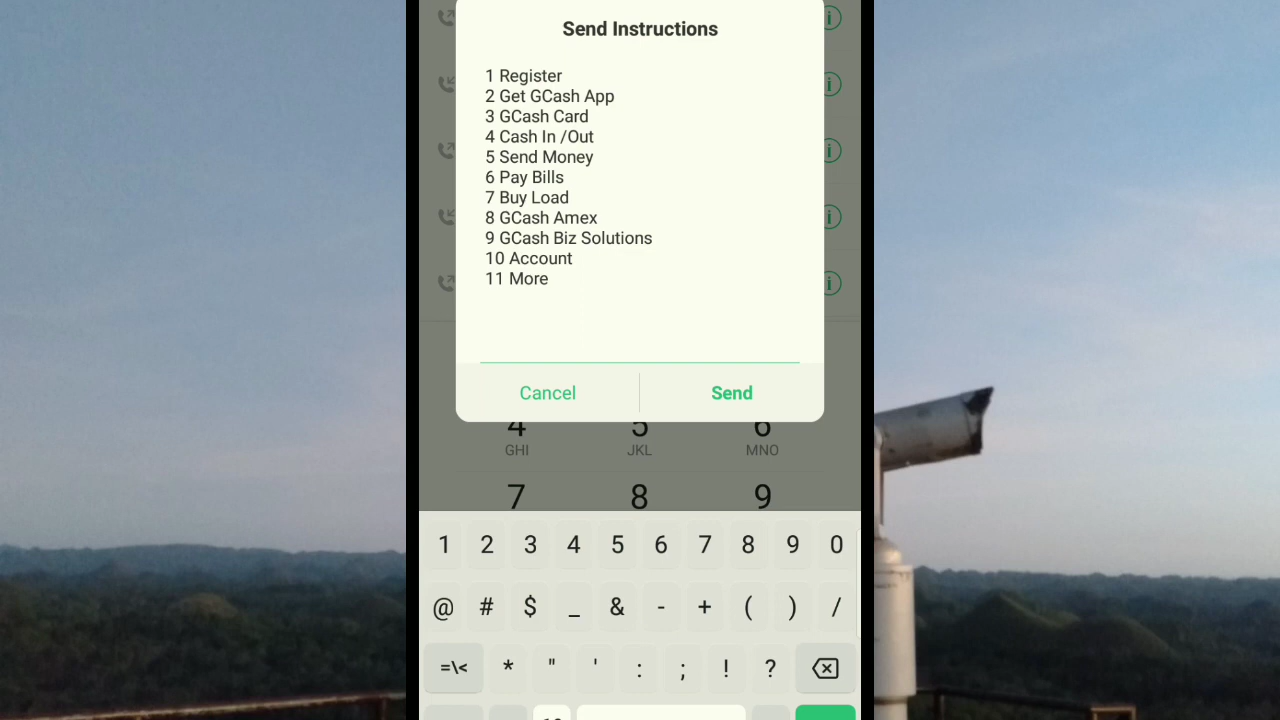 Send Instructions
1 Register
2 Get GCash App
3 GCash Card
4 Cash In /Out
5 Send Money
6 Pay Bills
7 Buy Load
8 GCash Amex
9 GCash Biz Solutions
10 Account
11 More
Cancel Send
4 5 6
GHI JKL MNO
7 8 9
1 2 3 4 5 6 7 8 9 0
@ # $ _ & - + ( ) /
=\< * " ' : ; ! ?